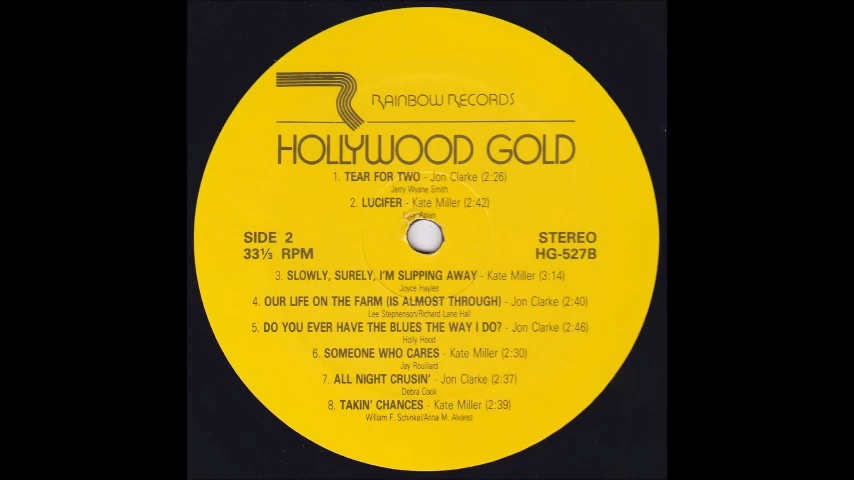 RAINBOW RECORDS
HOLLYWOOD GOLD
1. TEAR FOR TWO - Jon Clarke (2:26)
Jerry Wyane Smith
2. LUCIFER - Kate Miller (2:42)
SIDE 2
33⅓ RPM
STEREO
HG-527B
3. SLOWLY, SURELY, I'M SLIPPING AWAY - Kate Miller (3:14)
Joyce Hayles
4. OUR LIFE ON THE FARM (IS ALMOST THROUGH) - Jon Clarke (2:40)
Lee Stephenson/Richard Lane Hall
5. DO YOU EVER HAVE THE BLUES THE WAY I DO? - Jon Clarke (2:46)
Holly Hood
6. SOMEONE WHO CARES - Kate Miller (2:30)
Jay Rouillard
7. ALL NIGHT CRUSIN' - Jon Clarke (2:37)
Debra Cook
8. TAKIN' CHANCES - Kate Miller (2:39)
William F. Schinkel/Anna M. Alvarez